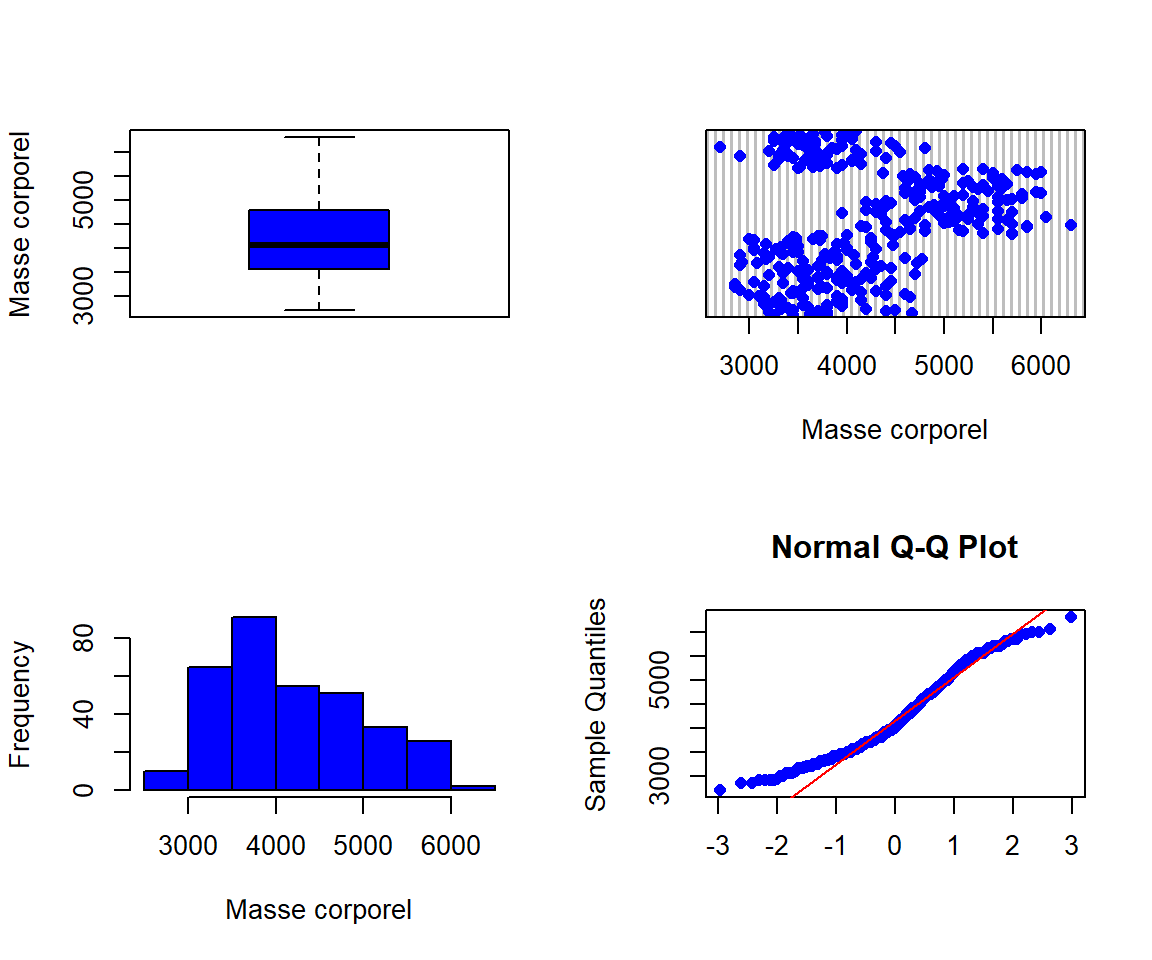 Masse corporel
3000 5000
3000 4000 5000 6000
Masse corporel
Frequency
0 40 80
3000 4000 5000 6000
Masse corporel
Normal Q-Q Plot
Sample Quantiles
3000 5000
-3 -2 -1 0 1 2 3